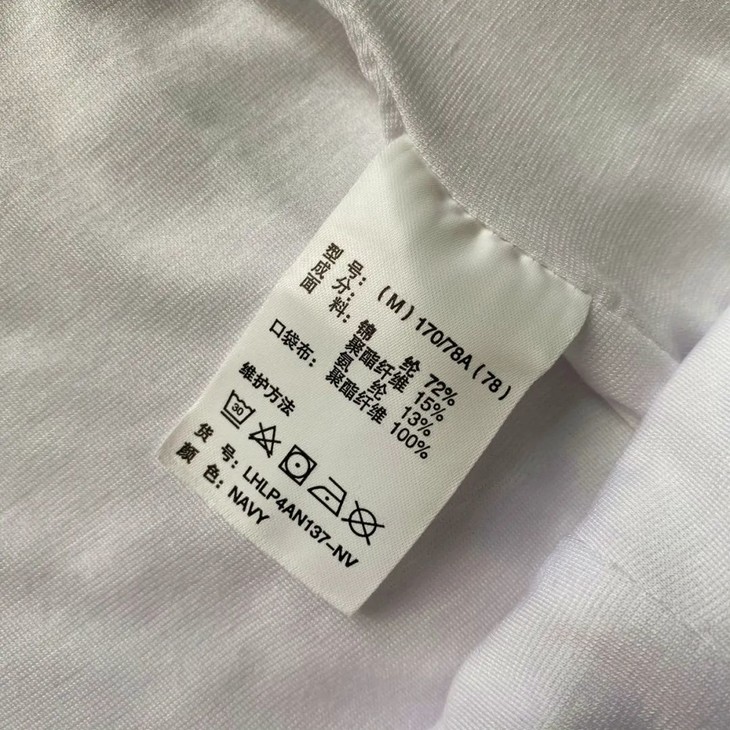 型 号: (M) 170/78A (78)
成 分:
面 料: 锦 纶 72%
聚酯纤维 15%
氨 纶 13%
口袋布: 聚酯纤维 100%
维护方法
30
货 号: LHLP4AN137-NV
颜 色: NAVY